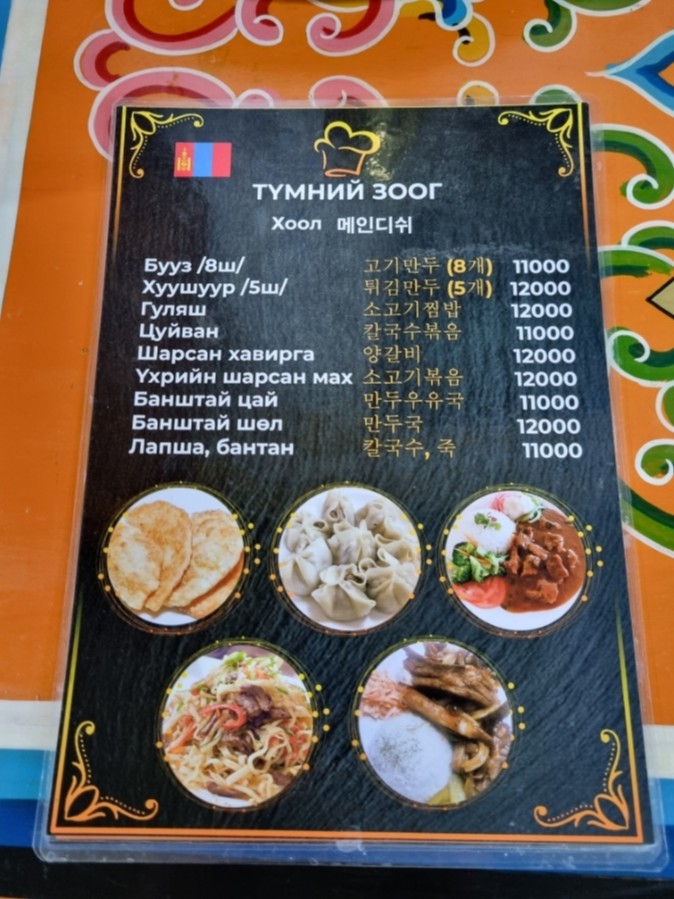 ТҮМНИЙ ЗООГ
Хоол 메인디쉬
Бууз /8ш/ 고기만두 (8개) 11000
Хуушуур /5ш/ 튀김만두 (5개) 12000
Гуляш 소고기찜밥 12000
Цуйван 칼국수볶음 11000
Шарсан хавирга 양갈비 12000
Үхрийн шарсан мах 소고기볶음 12000
Банштай цай 만두우유국 11000
Банштай шөл 만두국 12000
Лапша, бантан 칼국수, 죽 11000